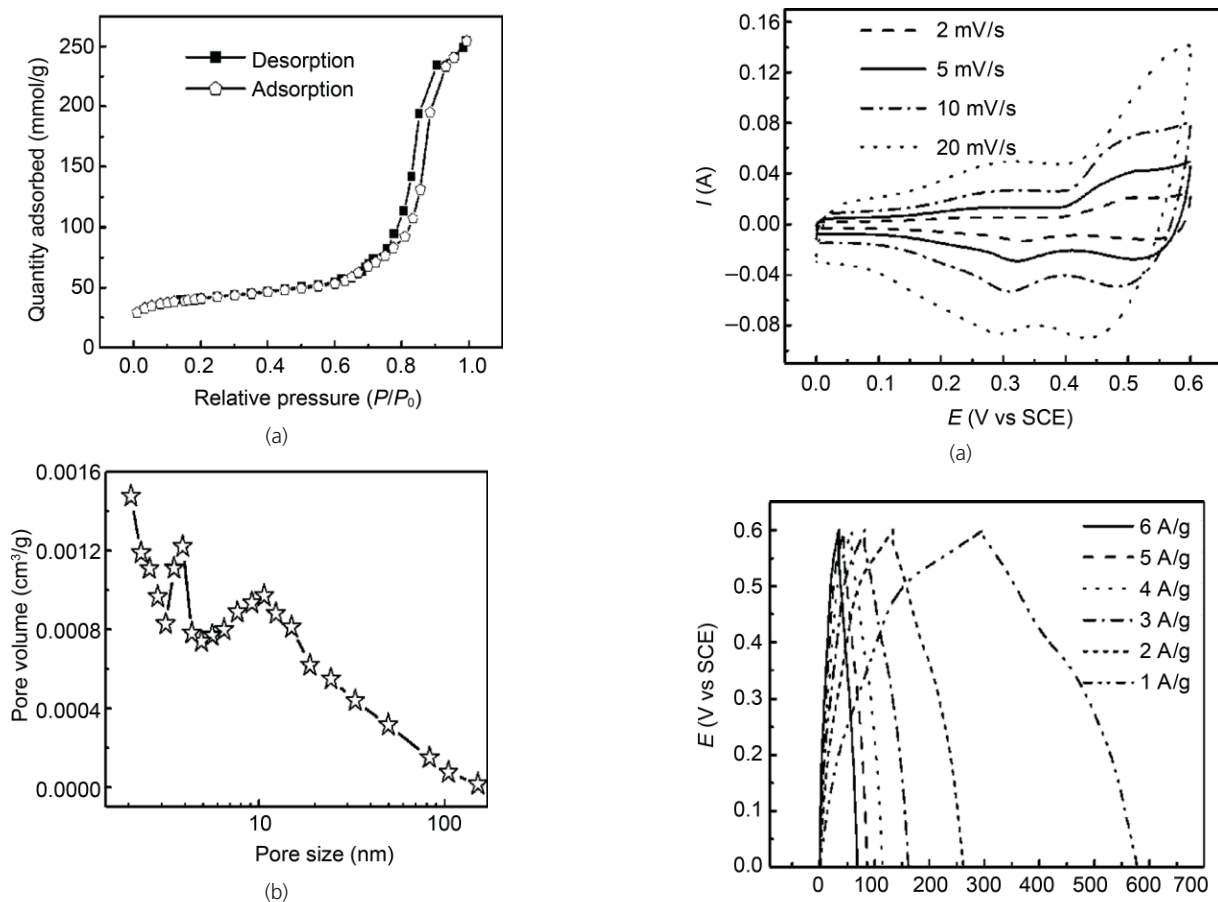 250
200
150
100
50
0
Desorption
Adsorption
Quantity adsorbed (mmol/g)
0.0 0.2 0.4 0.6 0.8 1.0
Relative pressure (P/P₀)
(a)
0.0016
0.0012
0.0008
0.0004
0.0000
Pore volume (cm³/g)
10 100
Pore size (nm)
(b)
0.16
0.12
0.08
0.04
0.00
−0.04
−0.08
I (A)
2 mV/s
5 mV/s
10 mV/s
20 mV/s
0.0 0.1 0.2 0.3 0.4 0.5 0.6
E (V vs SCE)
(a)
0.6
0.5
0.4
0.3
0.2
0.1
0.0
E (V vs SCE)
6 A/g
5 A/g
4 A/g
3 A/g
2 A/g
1 A/g
0 100 200 300 400 500 600 700